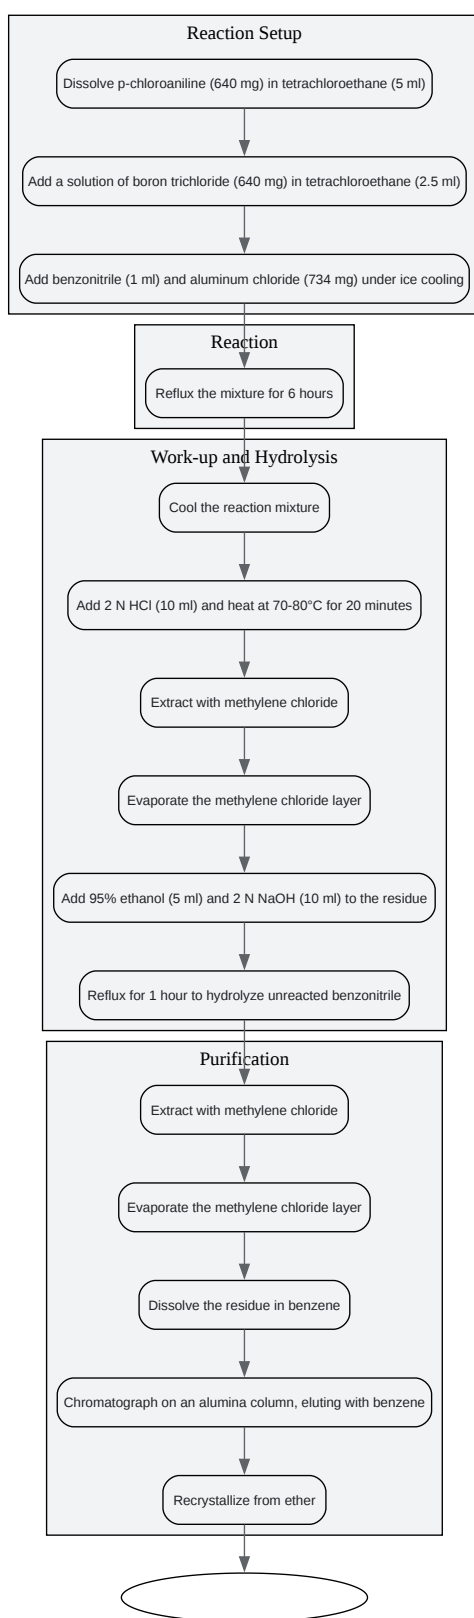 Reaction Setup
Dissolve p-chloroaniline (640 mg) in tetrachloroethane (5 ml)
Add a solution of boron trichloride (640 mg) in tetrachloroethane (2.5 ml)
Add benzonitrile (1 ml) and aluminum chloride (734 mg) under ice cooling
Reaction
Reflux the mixture for 6 hours
Work-up and Hydrolysis
Cool the reaction mixture
Add 2 N HCl (10 ml) and heat at 70-80°C for 20 minutes
Extract with methylene chloride
Evaporate the methylene chloride layer
Add 95% ethanol (5 ml) and 2 N NaOH (10 ml) to the residue
Reflux for 1 hour to hydrolyze unreacted benzonitrile
Purification
Extract with methylene chloride
Evaporate the methylene chloride layer
Dissolve the residue in benzene
Chromatograph on an alumina column, eluting with benzene
Recrystallize from ether